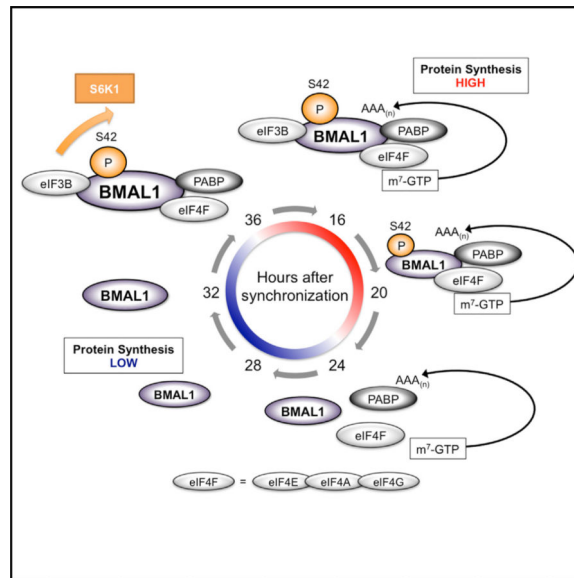 S6K1
S42
P
eIF3B
BMAL1
PABP
eIF4F
S42
P
AAA(n)
eIF3B
BMAL1
PABP
eIF4F
m7-GTP
Protein Synthesis
HIGH
36
16
32
20
28
24
Hours after
synchronization
S42
P
AAA(n)
BMAL1
PABP
eIF4F
m7-GTP
BMAL1
Protein Synthesis
LOW
BMAL1
BMAL1
AAA(n)
PABP
eIF4F
m7-GTP
eIF4F = eIF4E eIF4A eIF4G